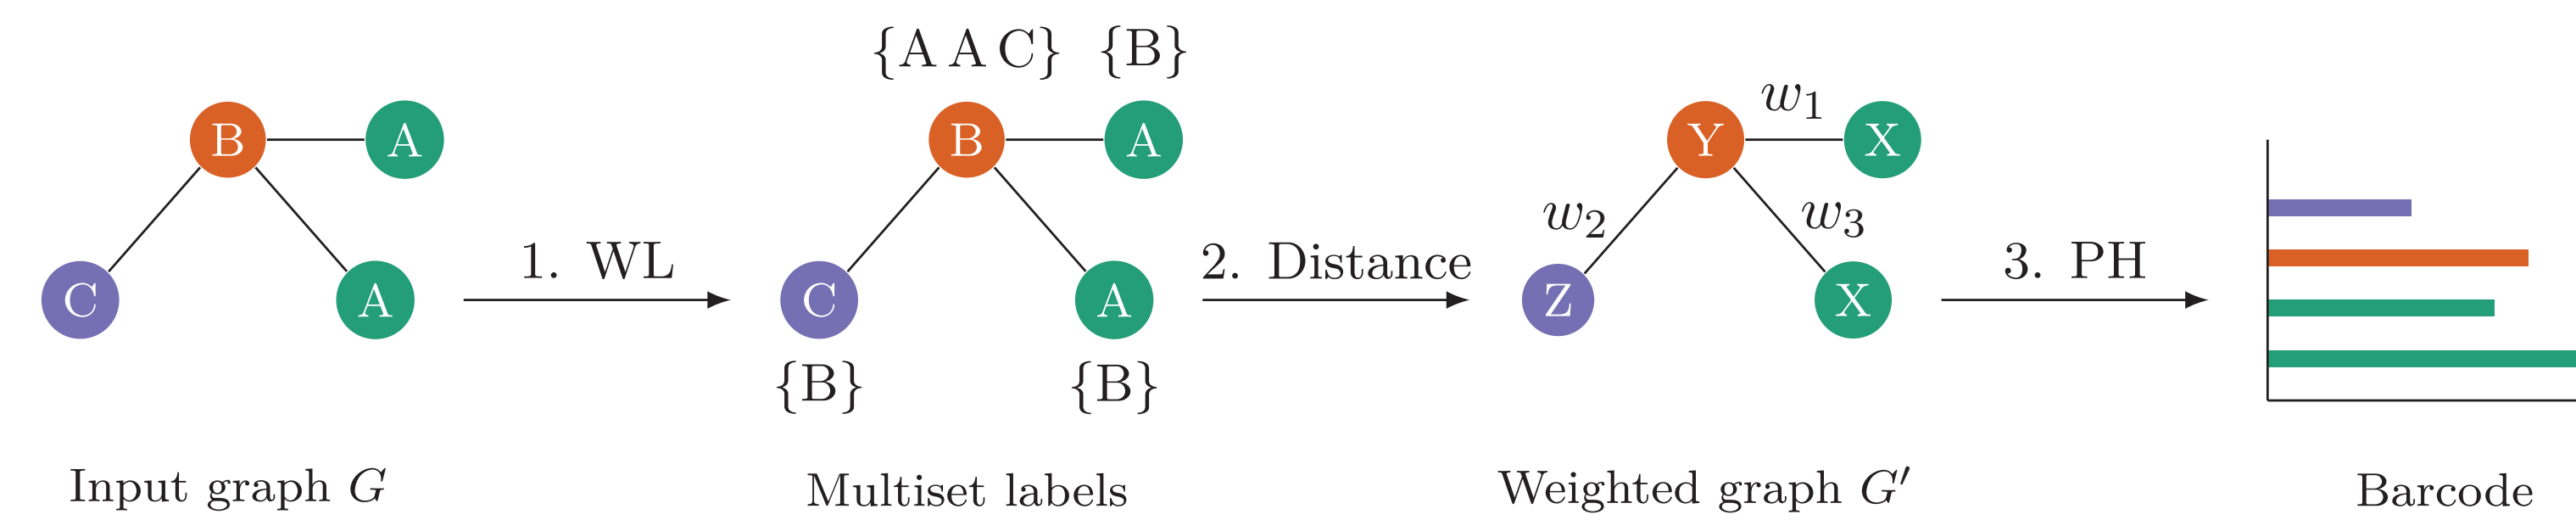 {A A C} {B}
B A
C A
1. WL
B A
C A
{B} {B}
2. Distance
w1
Y X
w2 w3
Z X
3. PH
Input graph G
Multiset labels
Weighted graph G′
Barcode